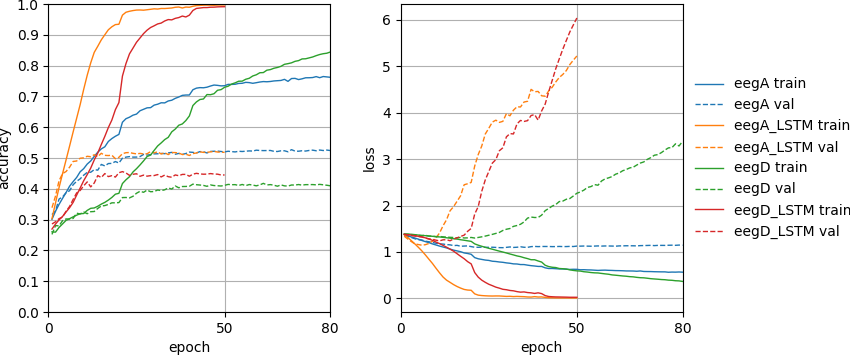 1.0
0.9
0.8
0.7
0.6
0.5
0.4
0.3
0.2
0.1
0.0
accuracy
0 50 80
epoch
6
5
4
3
2
1
0
loss
0 50 80
epoch
eegA train
eegA val
eegA_LSTM train
eegA_LSTM val
eegD train
eegD val
eegD_LSTM train
eegD_LSTM val